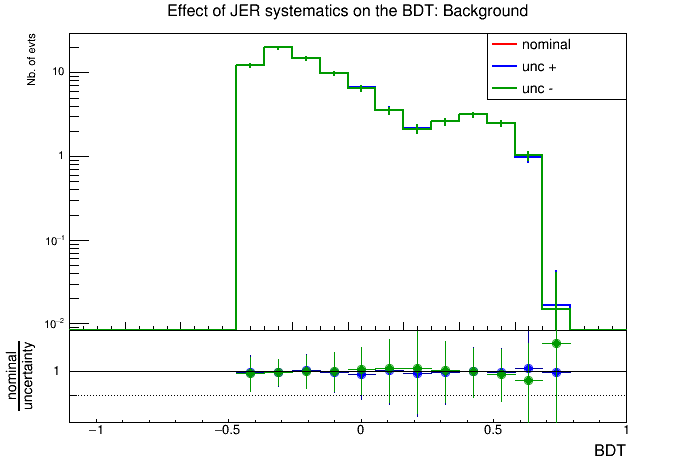 Effect of JER systematics on the BDT: Background
Nb. of evts
nominal
unc +
unc -
10
1
10⁻¹
10⁻²
nominal
uncertainty
1
−1 −0.5 0 0.5 1
BDT